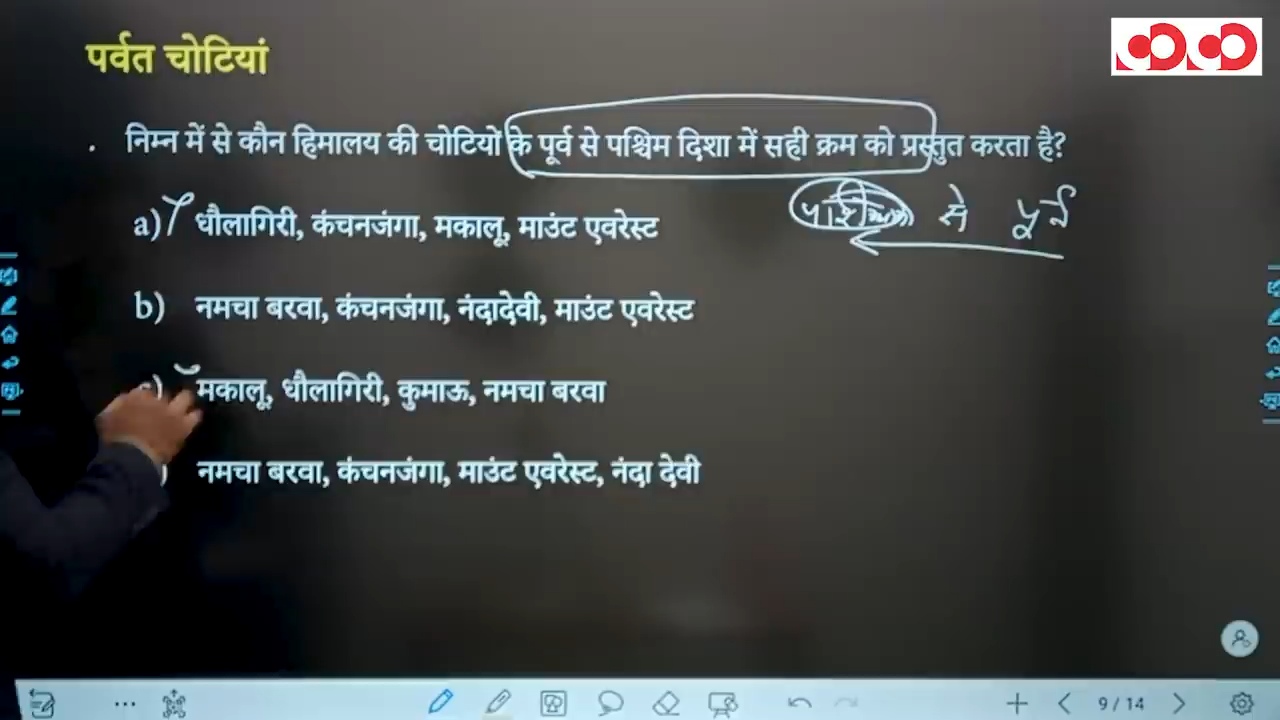 पर्वत चोटियां
. निम्न में से कौन हिमालय की चोटियों के पूर्व से पश्चिम दिशा में सही क्रम को प्रस्तुत करता है?
a) धौलागिरी, कंचनजंगा, मकालू, माउंट एवरेस्ट
से पूर्व
b) नमचा बरवा, कंचनजंगा, नंदादेवी, माउंट एवरेस्ट
मकालू, धौलागिरी, कुमाऊ, नमचा बरवा
नमचा बरवा, कंचनजंगा, माउंट एवरेस्ट, नंदा देवी
9 / 14